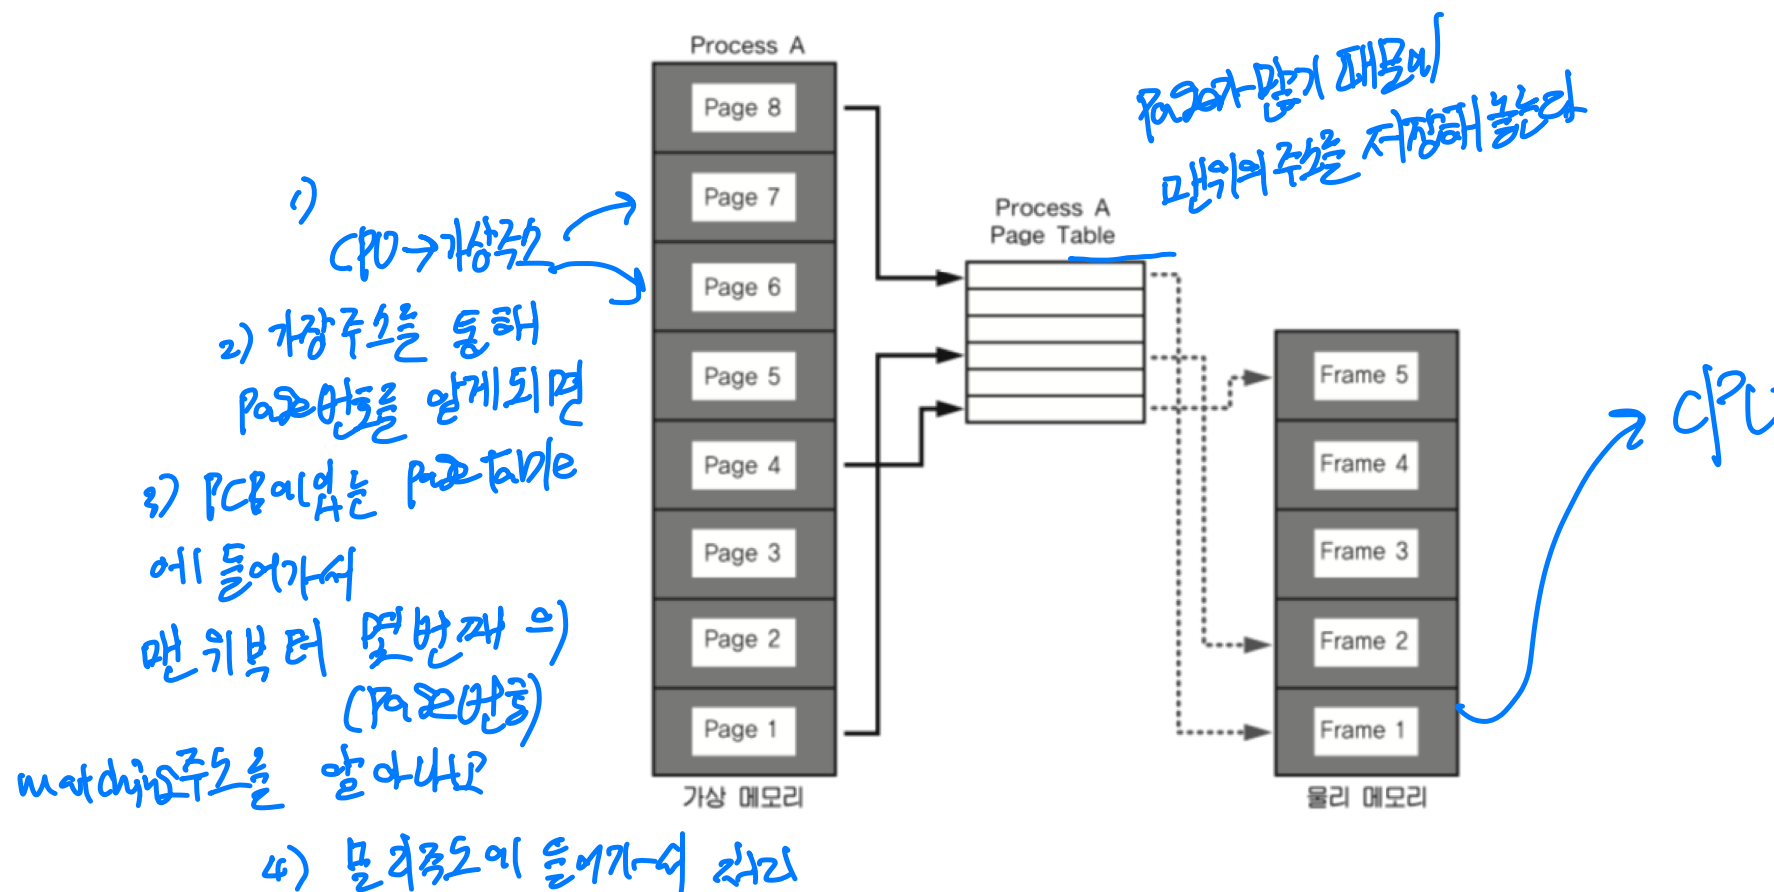 Process A
Page 8
Page 7
Page 6
Page 5
Page 4
Page 3
Page 2
Page 1
가상 메모리
Process A
Page Table
Frame 5
Frame 4
Frame 3
Frame 2
Frame 1
물리 메모리
Page가 많기 때문에
맨위의 주소를 저장해 놓는다
1)
CPU→가상주소
2) 가상주소를 통해
Page번호를 알게되면
3) PCB에 있는 page table
에 들어가서
맨 위부터 몇번째 의
(Page번호)
matching주소를 알아내고
4) 물리주소에 들어가서 처리
CPU